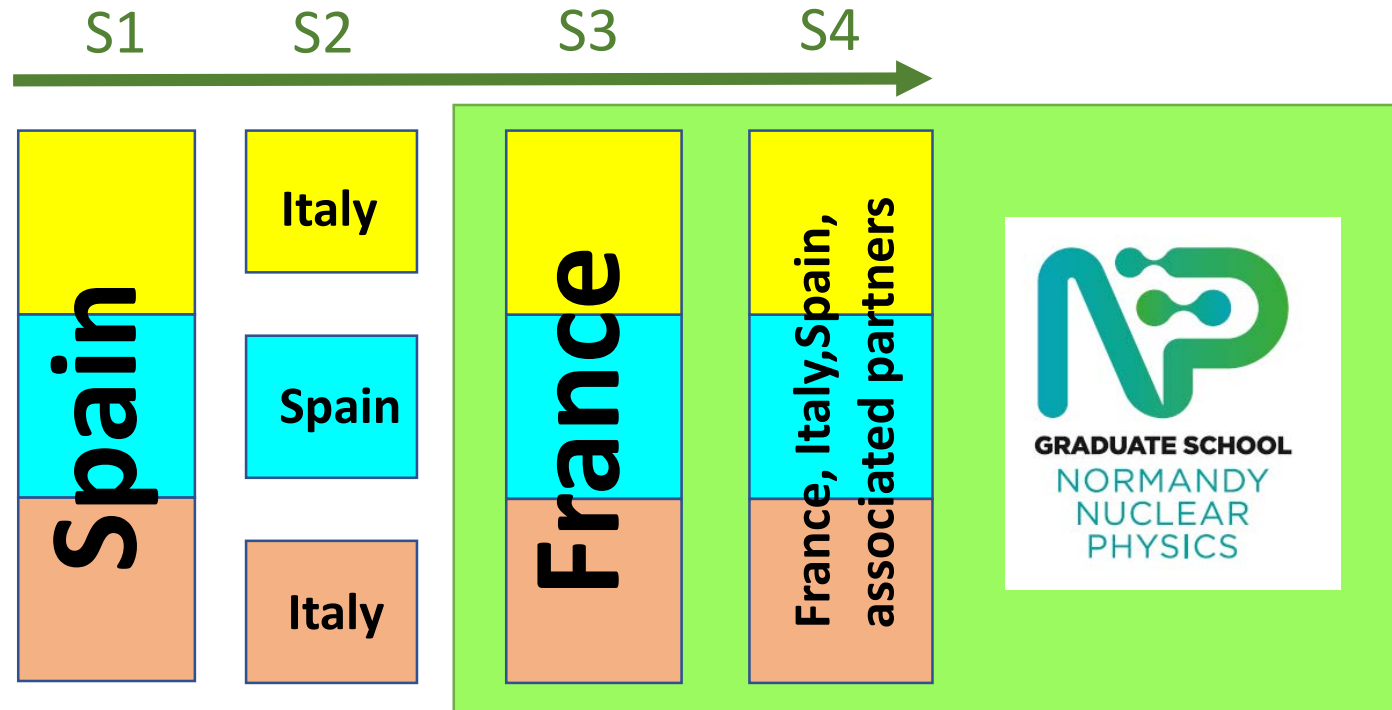 S1 S2 S3 S4
Spain
Italy
Spain
Italy
France
France, Italy,Spain,
associated partners
NP
GRADUATE SCHOOL
NORMANDY
NUCLEAR
PHYSICS